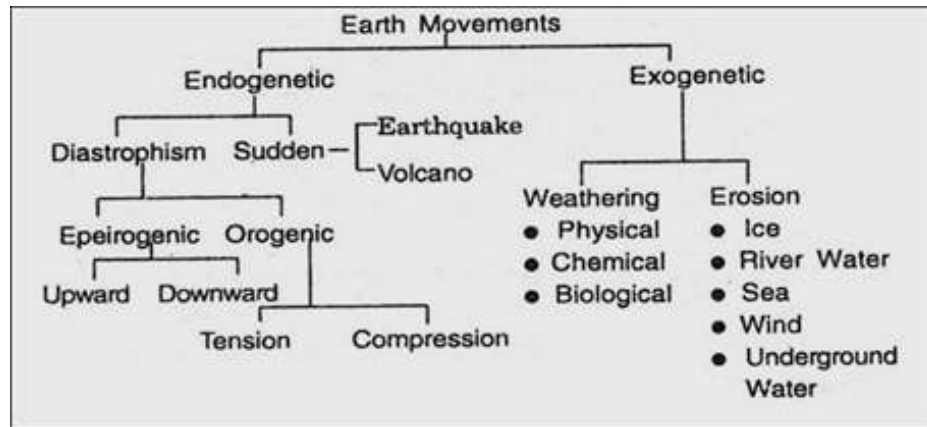 Earth Movements
Endogenetic
Exogenetic
Diastrophism
Sudden
Earthquake
Volcano
Epeirogenic
Orogenic
Upward
Downward
Tension
Compression
Weathering
● Physical
● Chemical
● Biological
Erosion
● Ice
● River Water
● Sea
● Wind
● Underground
Water